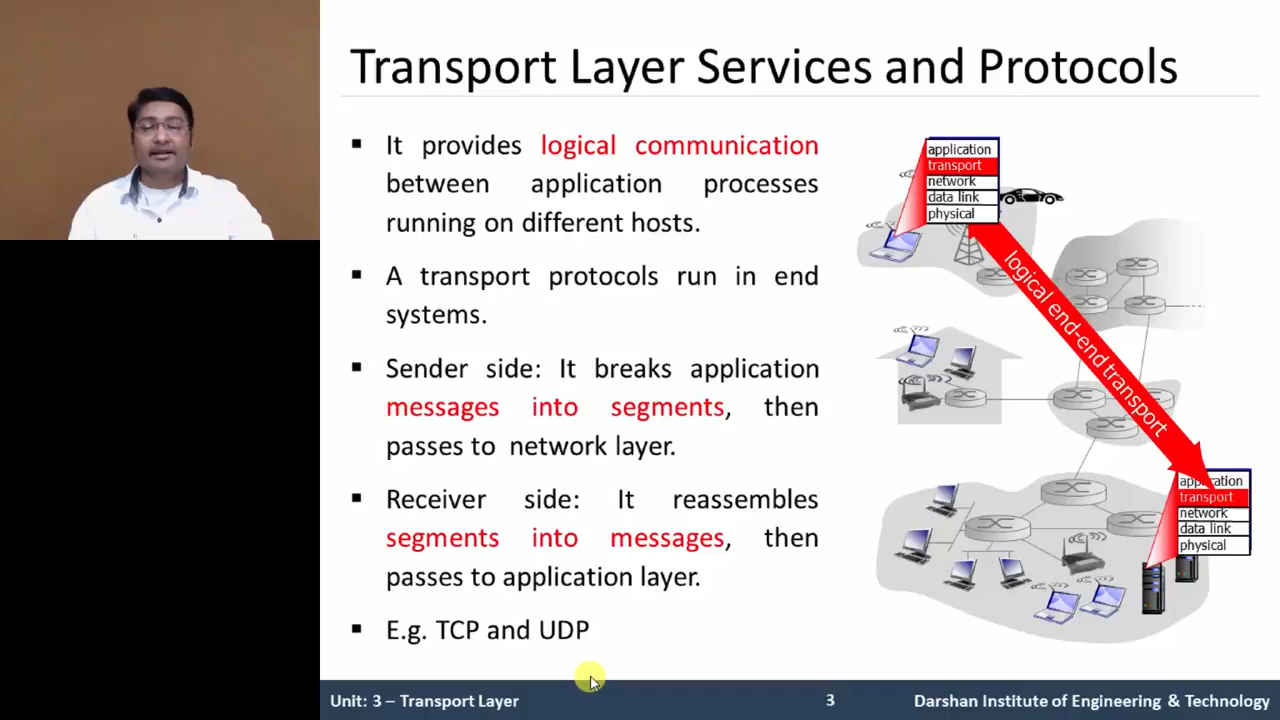 Transport Layer Services and Protocols
▪ It provides logical communication
between application processes
running on different hosts.
▪ A transport protocols run in end
systems.
▪ Sender side: It breaks application
messages into segments, then
passes to network layer.
▪ Receiver side: It reassembles
segments into messages, then
passes to application layer.
▪ E.g. TCP and UDP
application
transport
network
data link
physical
logical end-end transport
application
transport
network
data link
physical
Unit: 3 – Transport Layer
3
Darshan Institute of Engineering & Technology